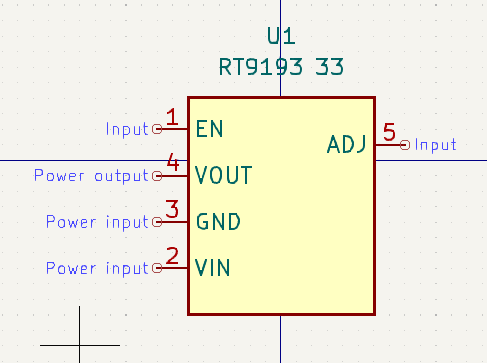 U1
RT9193 33
Input 1 EN
ADJ 5 Input
Power output 4 VOUT
Power input 3 GND
Power input 2 VIN